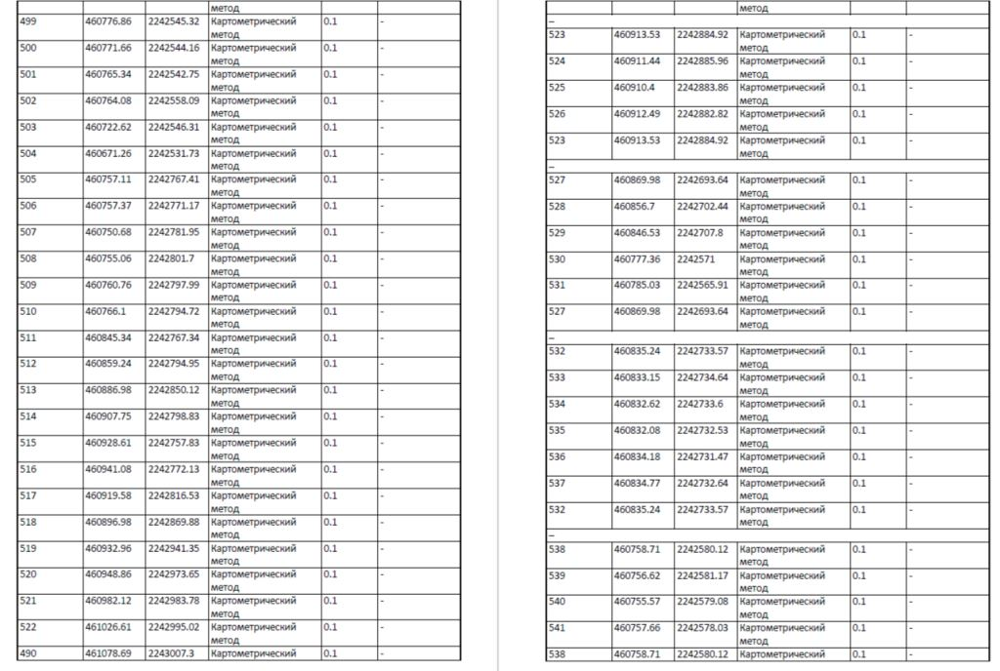 метод
499 460776.86 2242545.32 Картометрический 0.1 -
метод
500 460771.66 2242544.16 Картометрический 0.1 -
метод
501 460765.34 2242542.75 Картометрический 0.1 -
метод
502 460764.08 2242558.09 Картометрический 0.1 -
метод
503 460722.62 2242546.31 Картометрический 0.1 -
метод
504 460671.26 2242531.73 Картометрический 0.1 -
метод
505 460757.11 2242767.41 Картометрический 0.1 -
метод
506 460757.37 2242771.17 Картометрический 0.1 -
метод
507 460750.68 2242781.95 Картометрический 0.1 -
метод
508 460755.06 2242801.7 Картометрический 0.1 -
метод
509 460760.76 2242797.99 Картометрический 0.1 -
метод
510 460766.1 2242794.72 Картометрический 0.1 -
метод
511 460845.34 2242767.34 Картометрический 0.1 -
метод
512 460859.24 2242794.95 Картометрический 0.1 -
метод
513 460886.98 2242850.12 Картометрический 0.1 -
метод
514 460907.75 2242798.83 Картометрический 0.1 -
метод
515 460928.61 2242757.83 Картометрический 0.1 -
метод
516 460941.08 2242772.13 Картометрический 0.1 -
метод
517 460919.58 2242816.53 Картометрический 0.1 -
метод
518 460896.98 2242869.88 Картометрический 0.1 -
метод
519 460932.96 2242941.35 Картометрический 0.1 -
метод
520 460948.86 2242973.65 Картометрический 0.1 -
метод
521 460982.12 2242983.78 Картометрический 0.1 -
метод
522 461026.61 2242995.02 Картометрический 0.1 -
метод
490 461078.69 2243007.3 Картометрический 0.1 -
метод
–
523 460913.53 2242884.92 Картометрический 0.1 -
метод
524 460911.44 2242885.96 Картометрический 0.1 -
метод
525 460910.4 2242883.86 Картометрический 0.1 -
метод
526 460912.49 2242882.82 Картометрический 0.1 -
метод
523 460913.53 2242884.92 Картометрический 0.1 -
метод
–
527 460869.98 2242693.64 Картометрический 0.1 -
метод
528 460856.7 2242702.44 Картометрический 0.1 -
метод
529 460846.53 2242707.8 Картометрический 0.1 -
метод
530 460777.36 2242571 Картометрический 0.1 -
метод
531 460785.03 2242565.91 Картометрический 0.1 -
метод
527 460869.98 2242693.64 Картометрический 0.1 -
метод
–
532 460835.24 2242733.57 Картометрический 0.1 -
метод
533 460833.15 2242734.64 Картометрический 0.1 -
метод
534 460832.62 2242733.6 Картометрический 0.1 -
метод
535 460832.08 2242732.53 Картометрический 0.1 -
метод
536 460834.18 2242731.47 Картометрический 0.1 -
метод
537 460834.77 2242732.64 Картометрический 0.1 -
метод
532 460835.24 2242733.57 Картометрический 0.1 -
метод
–
538 460758.71 2242580.12 Картометрический 0.1 -
метод
539 460756.62 2242581.17 Картометрический 0.1 -
метод
540 460755.57 2242579.08 Картометрический 0.1 -
метод
541 460757.66 2242578.03 Картометрический 0.1 -
метод
538 460758.71 2242580.12 Картометрический 0.1 -